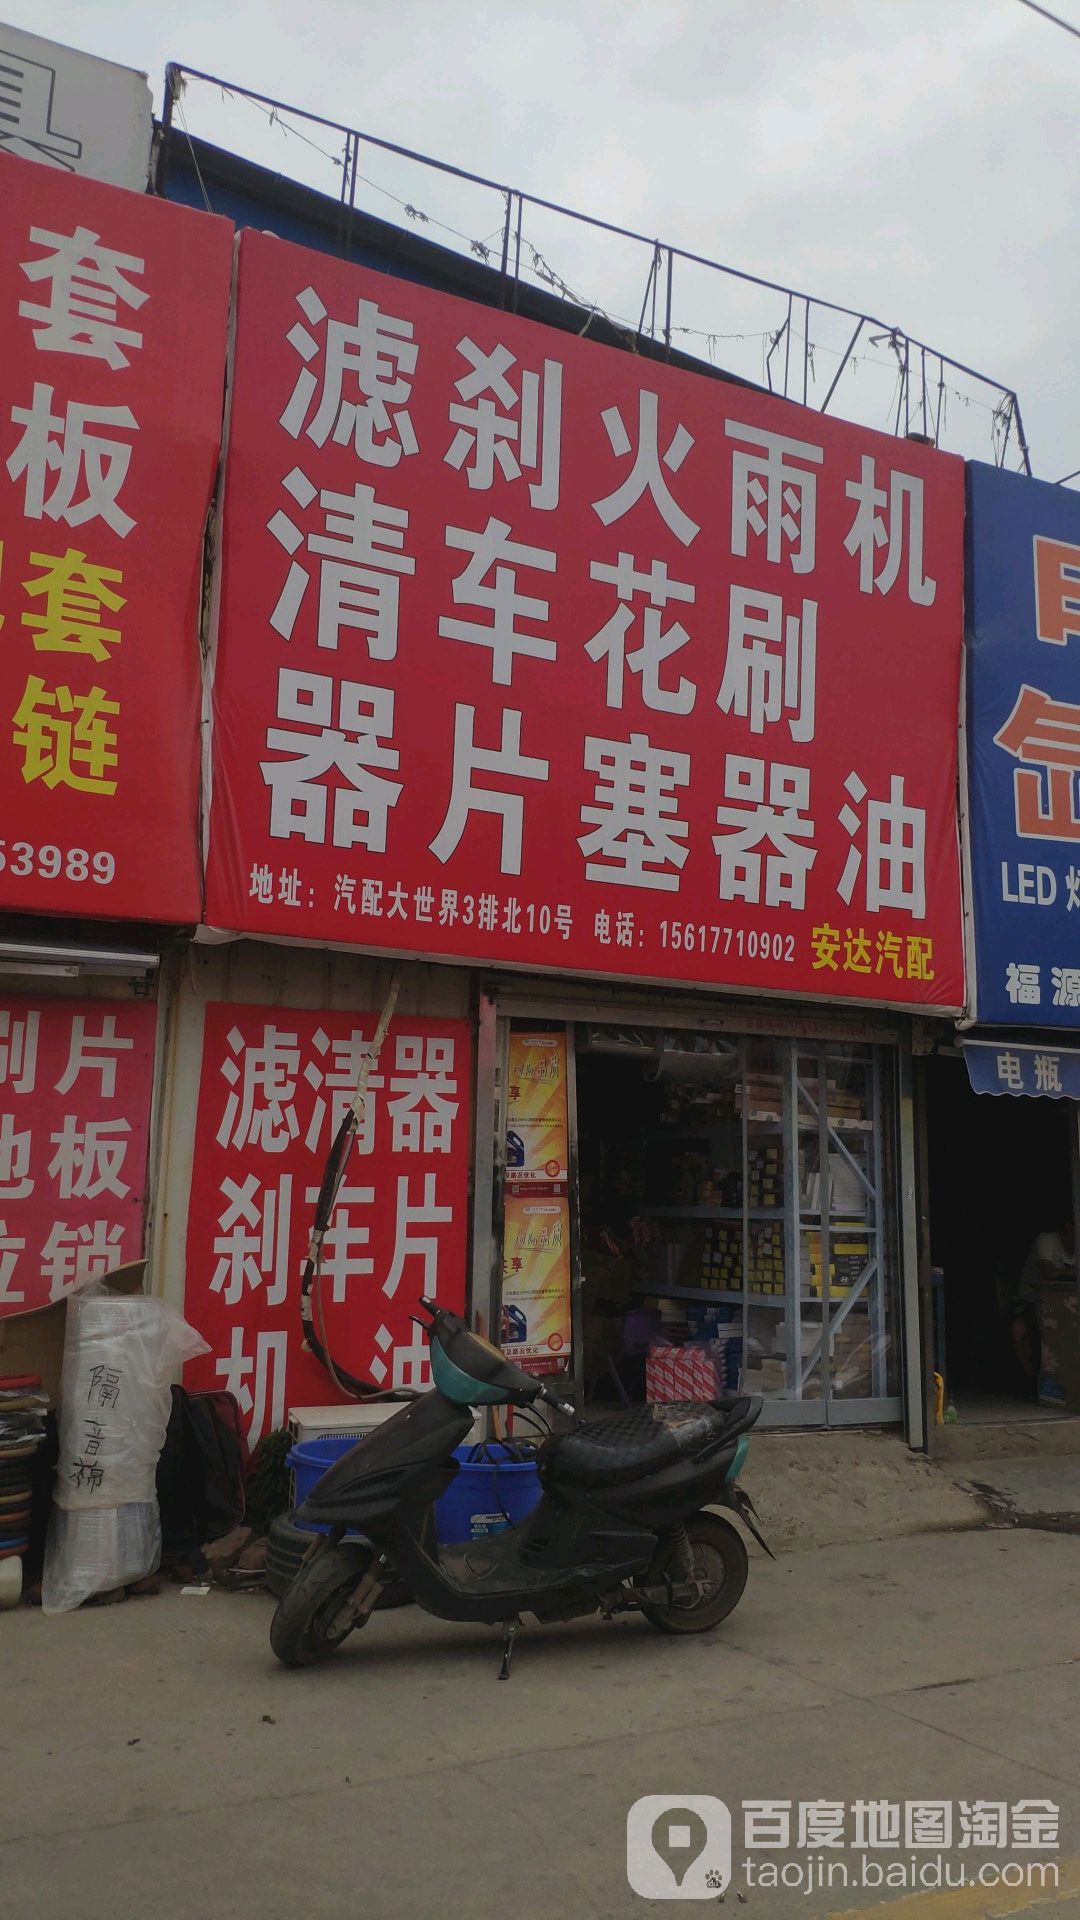 具
套
板
套
链
53989
滤刹火雨机
清车花刷
器片塞器油
地址：汽配大世界3排北10号 电话：15617710902 安达汽配
LED
福源
电瓶
刷片
地板
拉锁
滤清器
刹车片
机油
隔音棉
百度地图淘金
taojin.baidu.com